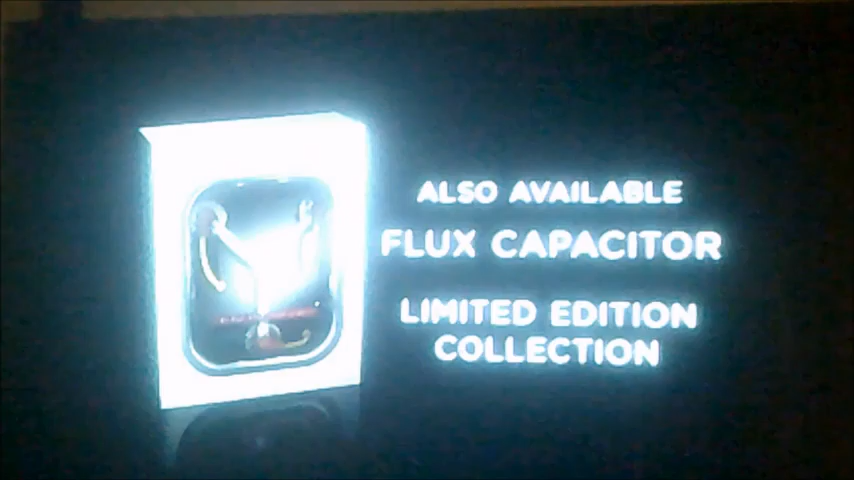 ALSO AVAILABLE
FLUX CAPACITOR
LIMITED EDITION
COLLECTION